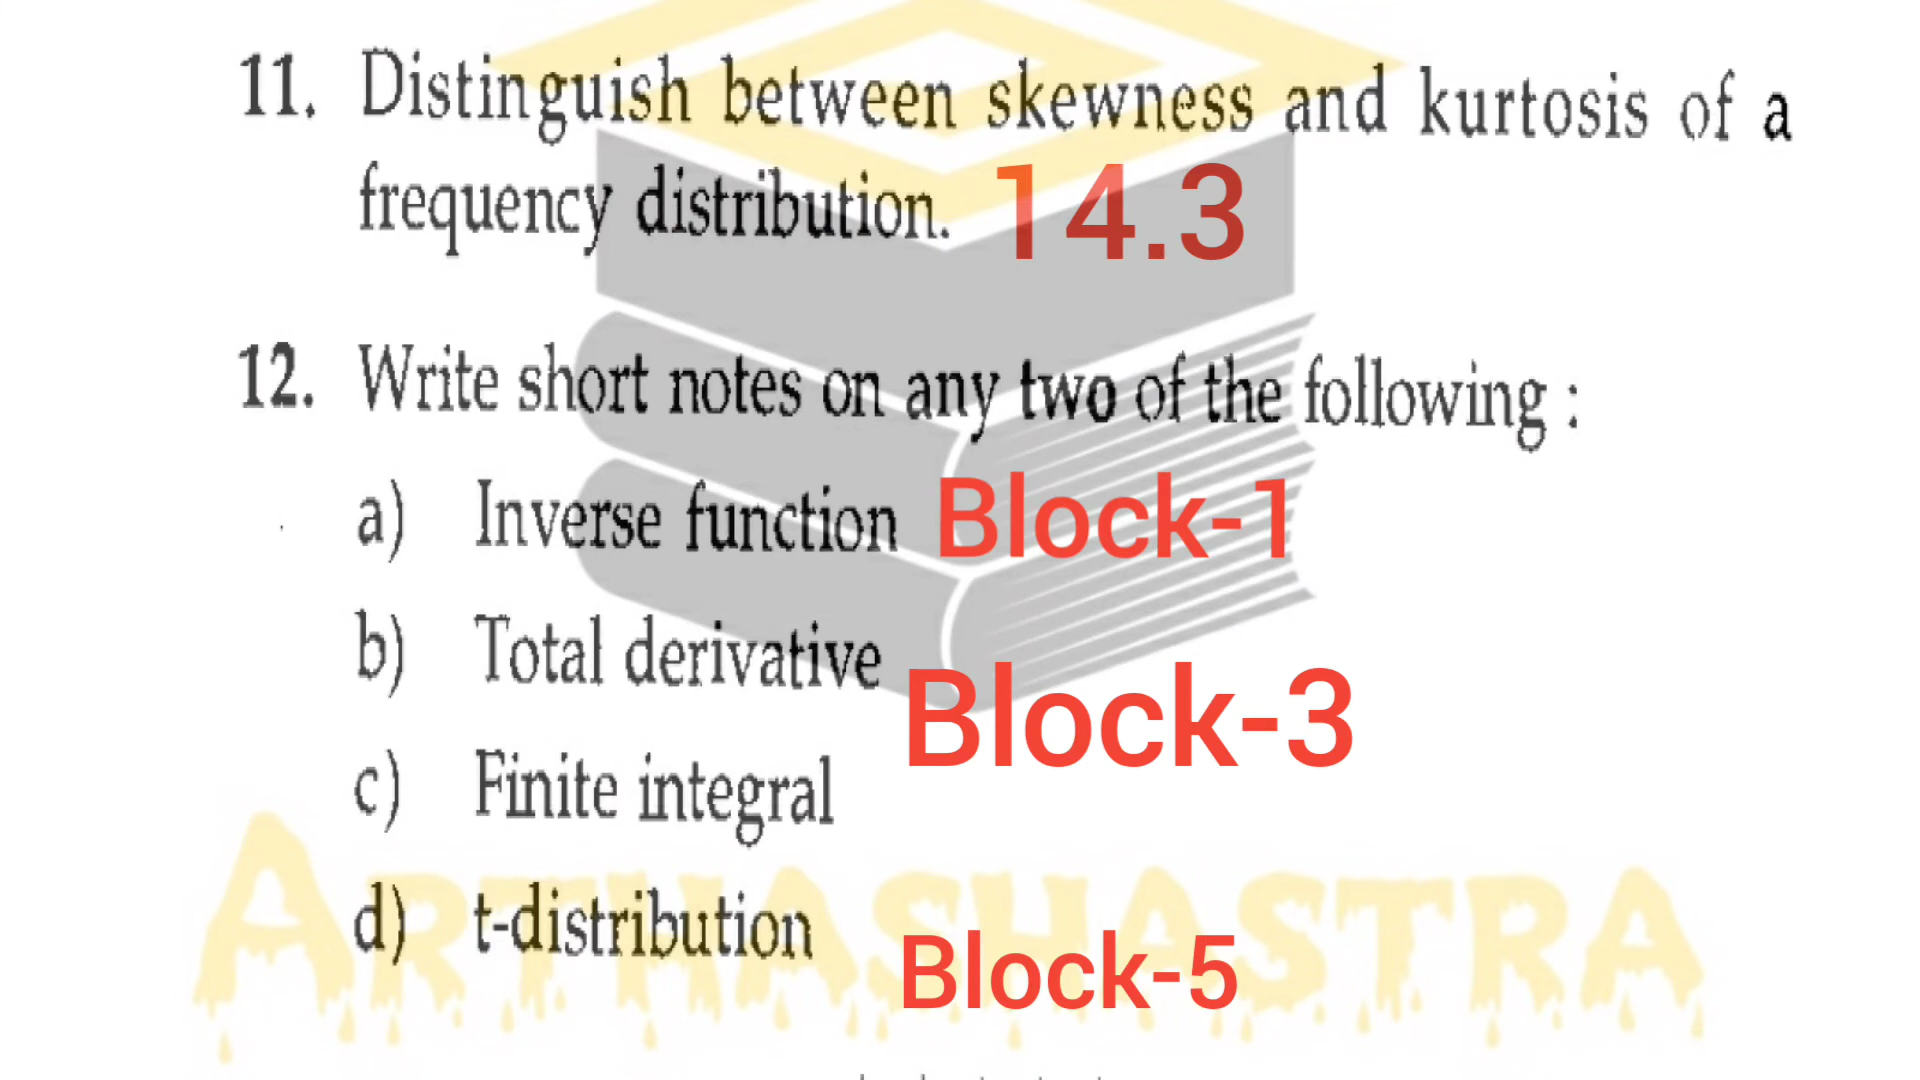 11. Distinguish between skewness and kurtosis of a
frequency distribution. 14.3
12. Write short notes on any two of the following :
a) Inverse function Block-1
b) Total derivative Block-3
c) Finite integral
d) t-distribution Block-5
ARTHASHASTRA